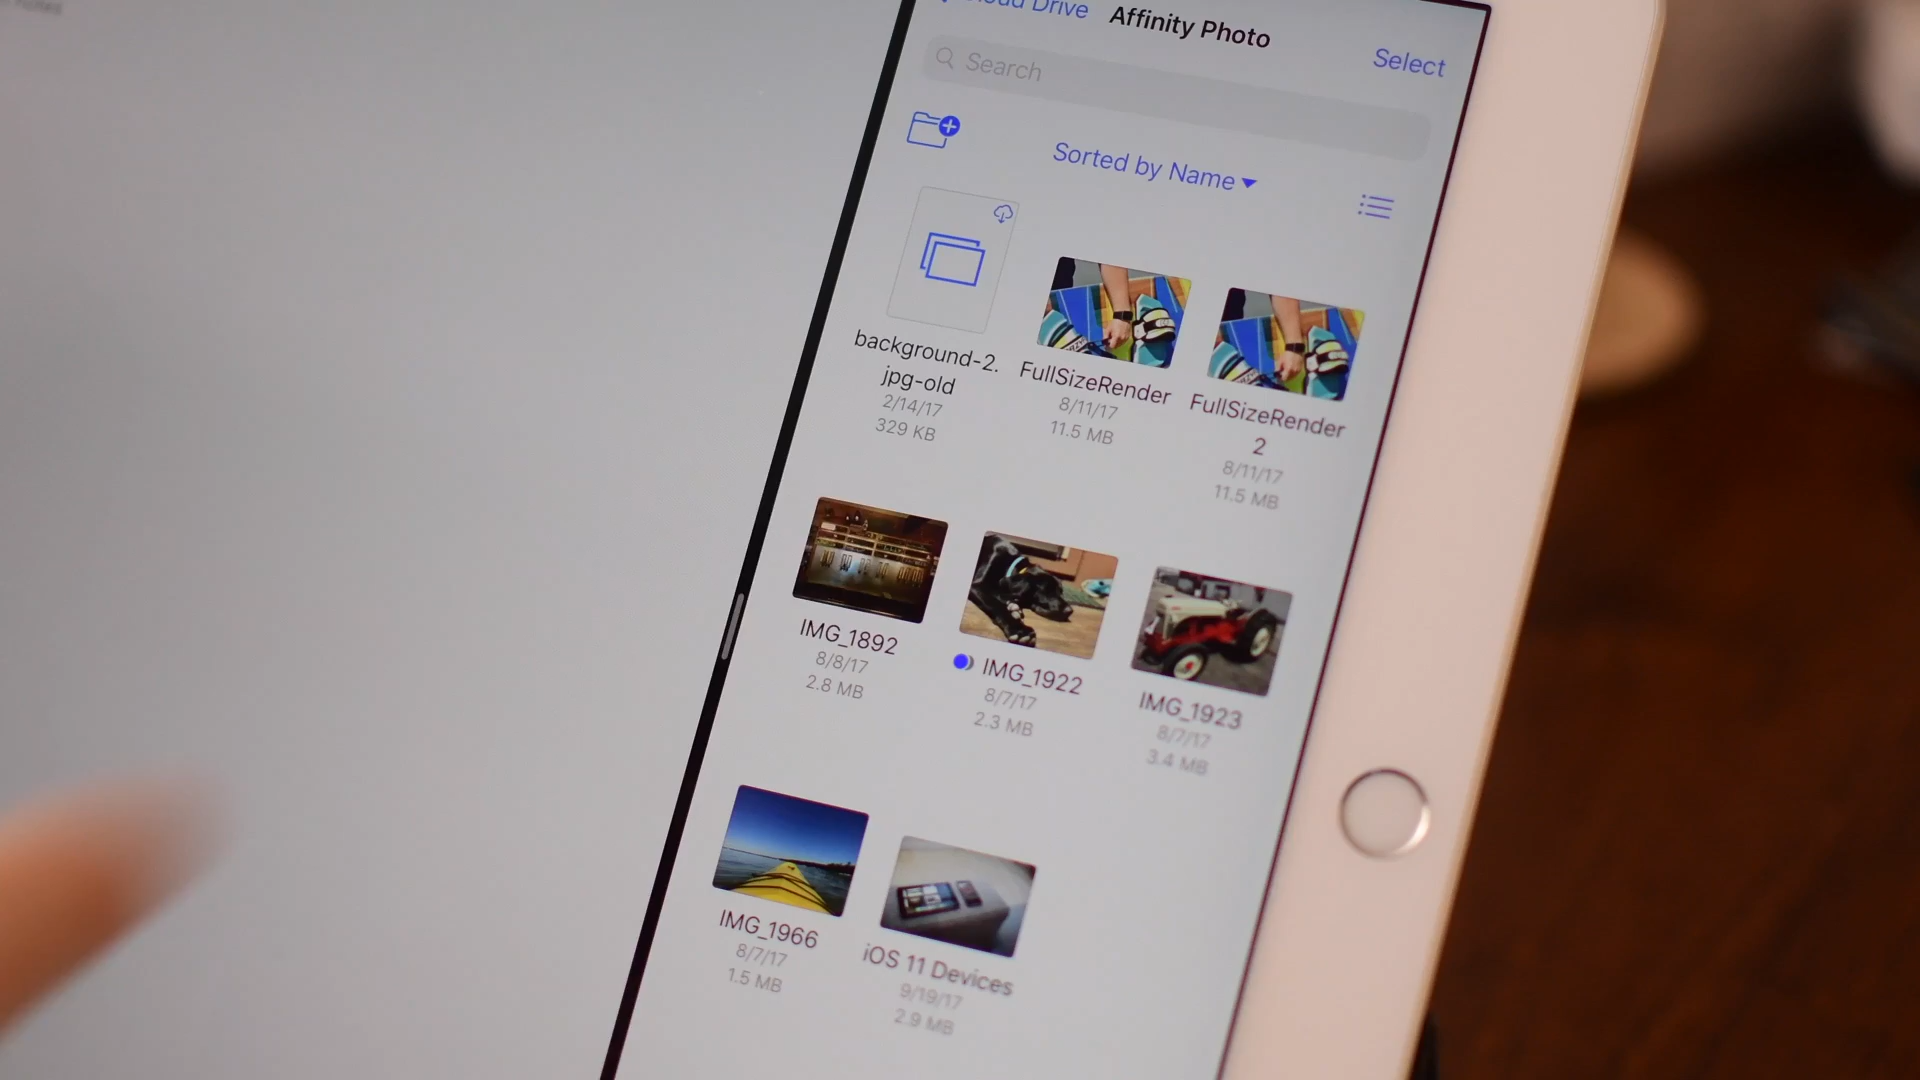 Drive
Affinity Photo
Select
Search
Sorted by Name
background-2.
jpg-old
2/14/17
329 KB
FullSizeRender
8/11/17
11.5 MB
FullSizeRender
2
8/11/17
11.5 MB
IMG_1892
8/8/17
2.8 MB
IMG_1922
8/7/17
2.3 MB
IMG_1923
8/7/17
3.4 MB
IMG_1966
8/7/17
1.5 MB
iOS 11 Devices
9/19/17
2.9 MB